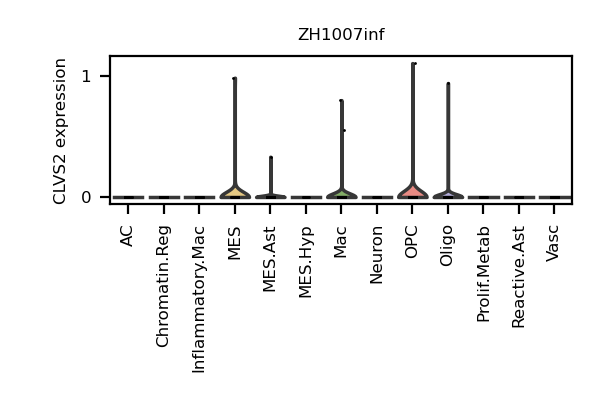 ZH1007inf
CLVS2 expression
1
0
AC
Chromatin.Reg
Inflammatory.Mac
MES
MES.Ast
MES.Hyp
Mac
Neuron
OPC
Oligo
Prolif.Metab
Reactive.Ast
Vasc